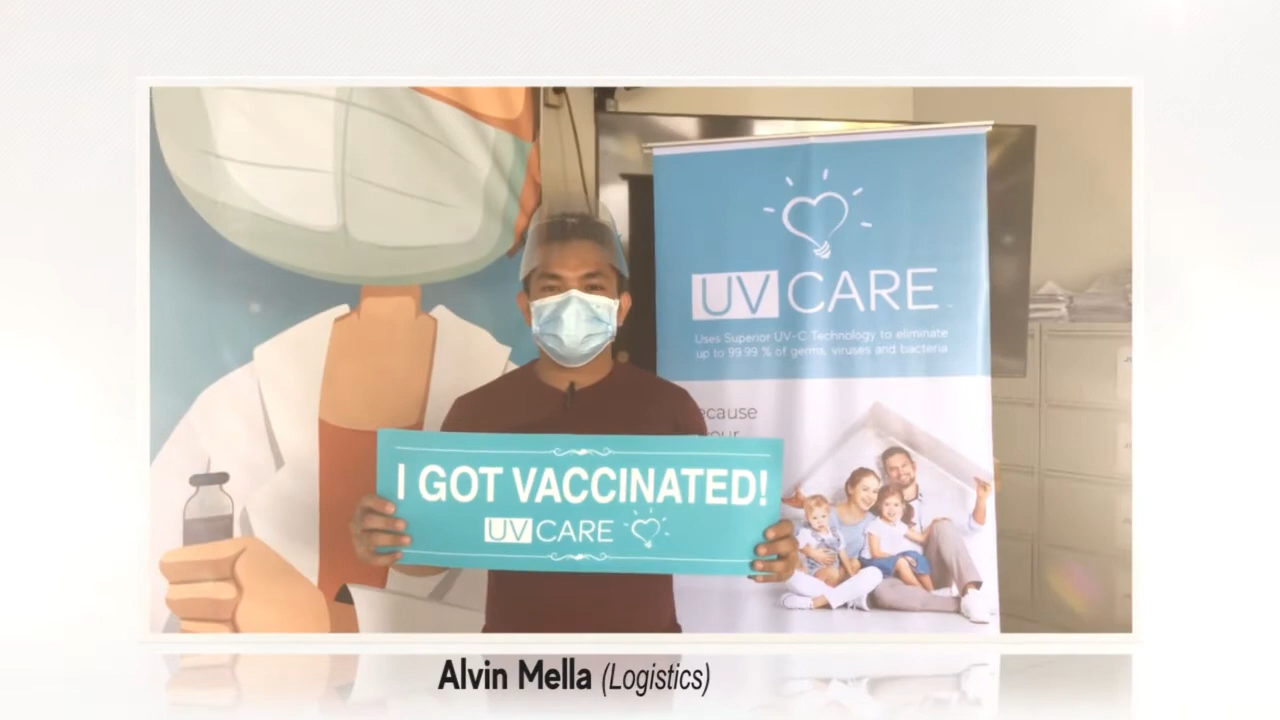 UV CARE
Uses Superior UV-C Technology to eliminate
up to 99.99 % of germs, viruses and bacteria
I GOT VACCINATED!
UV CARE
Alvin Mella (Logistics)